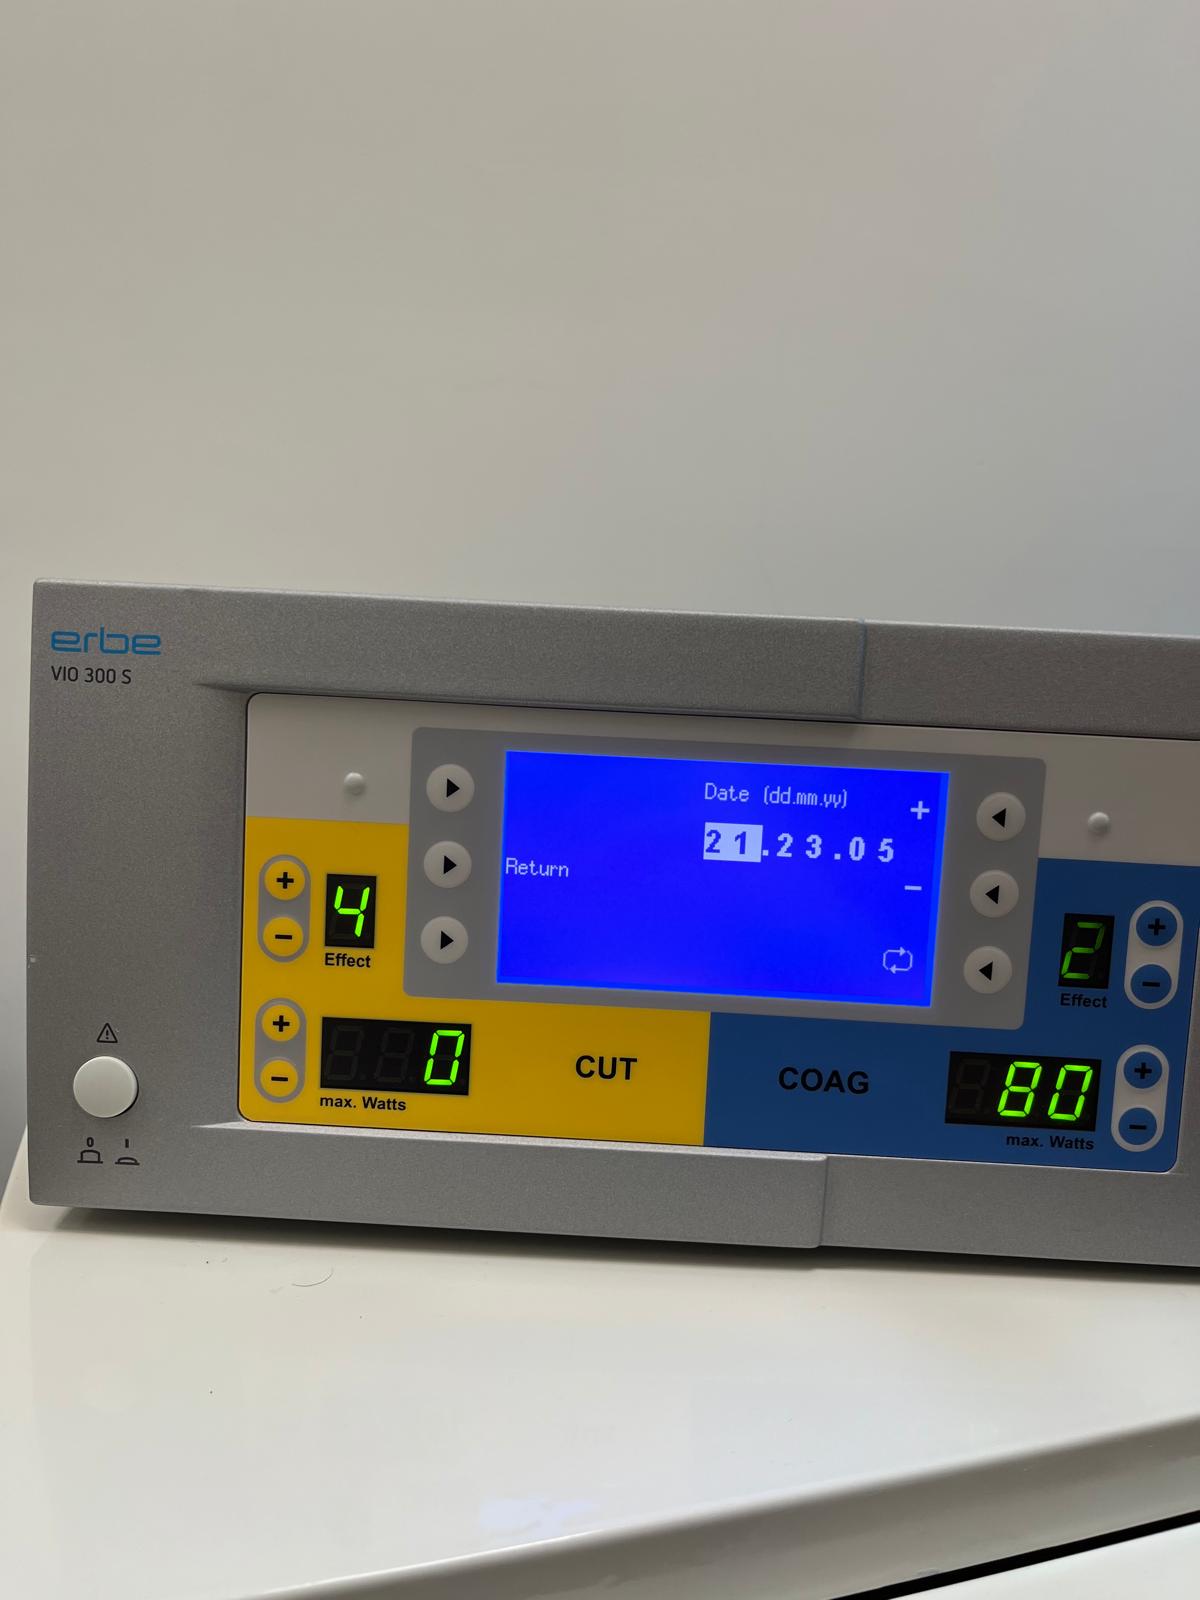 erbe
VIO 300 S
Date (dd.mm.yy)
+
21.23.05
Return
-
+
4
-
Effect
+
2
-
Effect
+
0
-
max. Watts
CUT
COAG
+
80
-
max. Watts
0 I